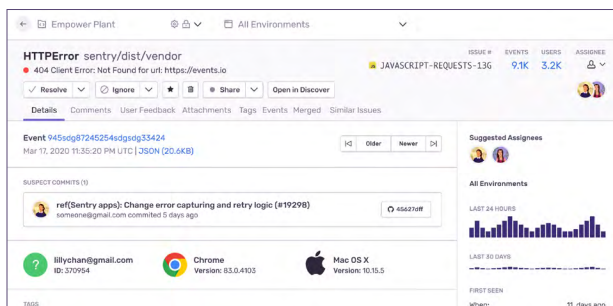 Empower Plant
All Environments
HTTPError sentry/dist/vendor
404 Client Error: Not Found for url: https://events.io
ISSUE # EVENTS USERS ASSIGNEE
JAVASCRIPT-REQUESTS-13G 9.1K 3.2K
Resolve Ignore Share Open in Discover
Details Comments User Feedback Attachments Tags Events Merged Similar Issues
Event 945sdg87245254sdgsdg33424
Mar 17, 2020 11:35:20 PM UTC | JSON (20.6KB)
Older Newer
Suggested Assignees
SUSPECT COMMITS (1)
ref(Sentry apps): Change error capturing and retry logic (#19298)
someone@gmail.com commited 5 days ago
45627dff
All Environments
LAST 24 HOURS
lillychan@gmail.com
ID: 370954
Chrome
Version: 83.0.4103
Mac OS X
Version: 10.15.5
LAST 30 DAYS
FIRST SEEN
When: 11 days ago
TAGS